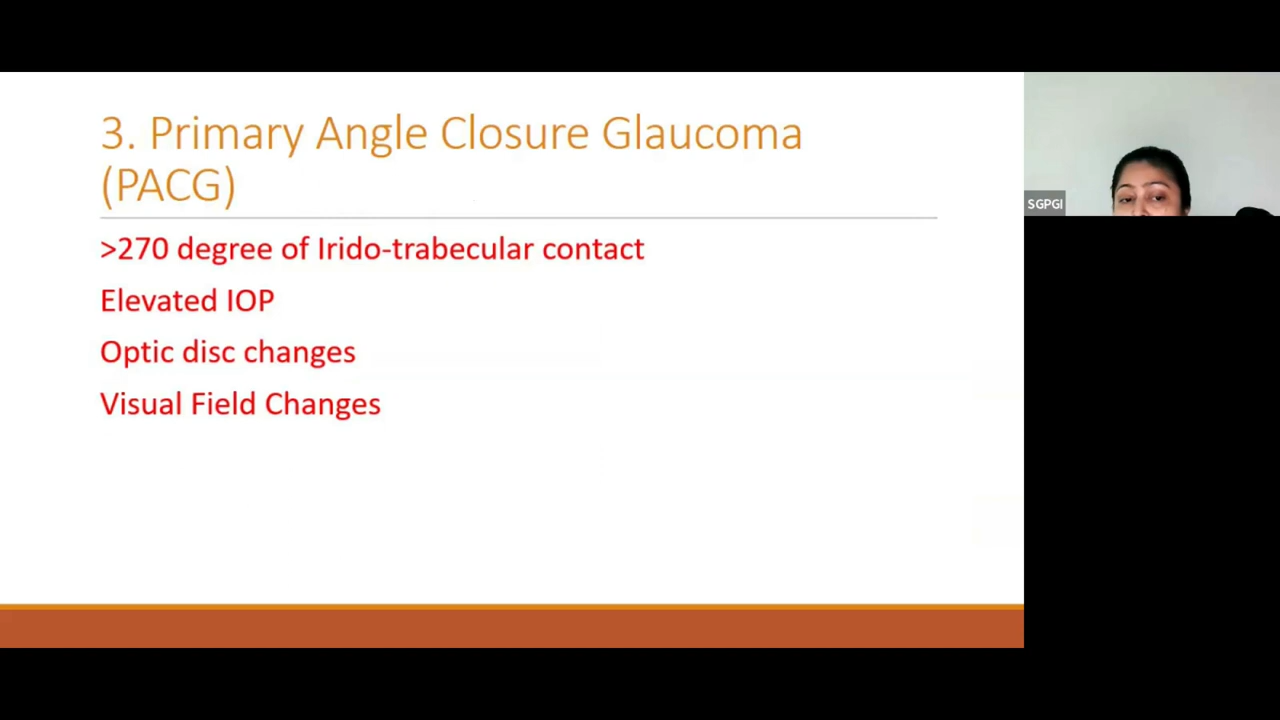 3. Primary Angle Closure Glaucoma
(PACG)
>270 degree of Irido-trabecular contact
Elevated IOP
Optic disc changes
Visual Field Changes
SGPGI